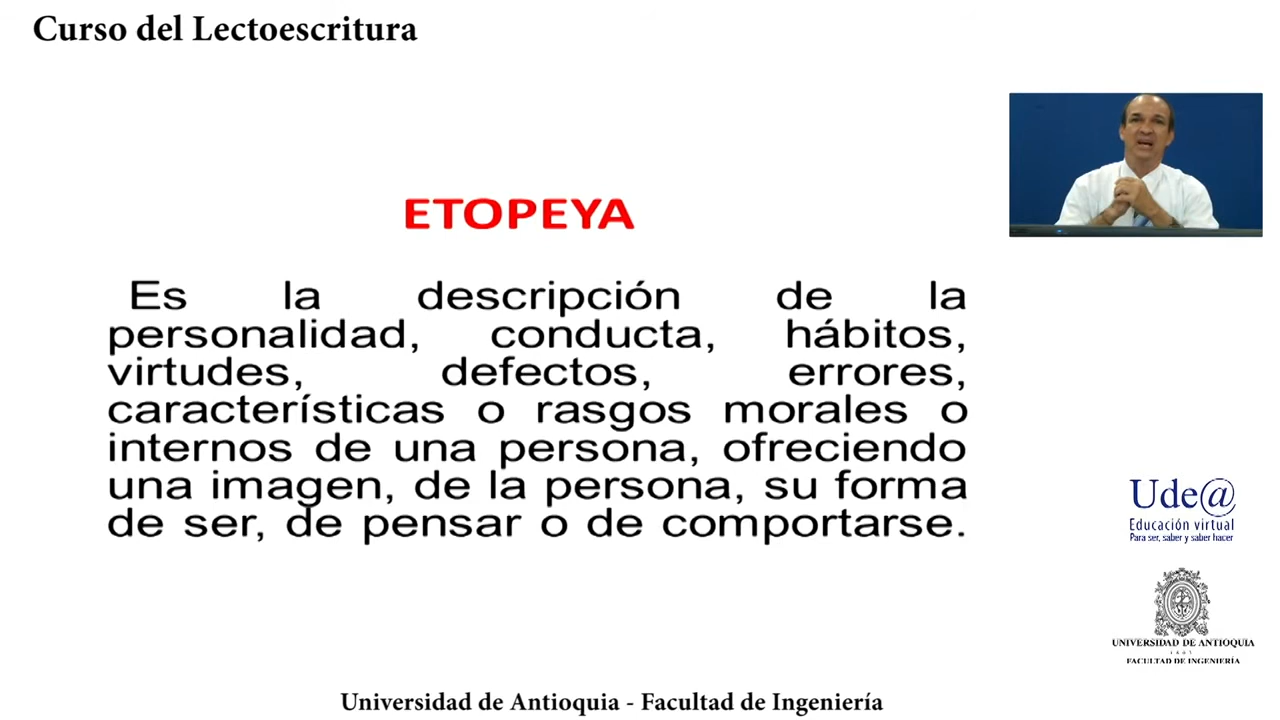 Curso del Lectoescritura
ETOPEYA
Es la descripción de la
personalidad, conducta, hábitos,
virtudes, defectos, errores,
características o rasgos morales o
internos de una persona, ofreciendo
una imagen, de la persona, su forma
de ser, de pensar o de comportarse.
Ude@
Educación virtual
Para ser, saber y saber hacer
UNIVERSIDAD DE ANTIOQUIA
1803
FACULTAD DE INGENIERÍA
Universidad de Antioquia - Facultad de Ingeniería